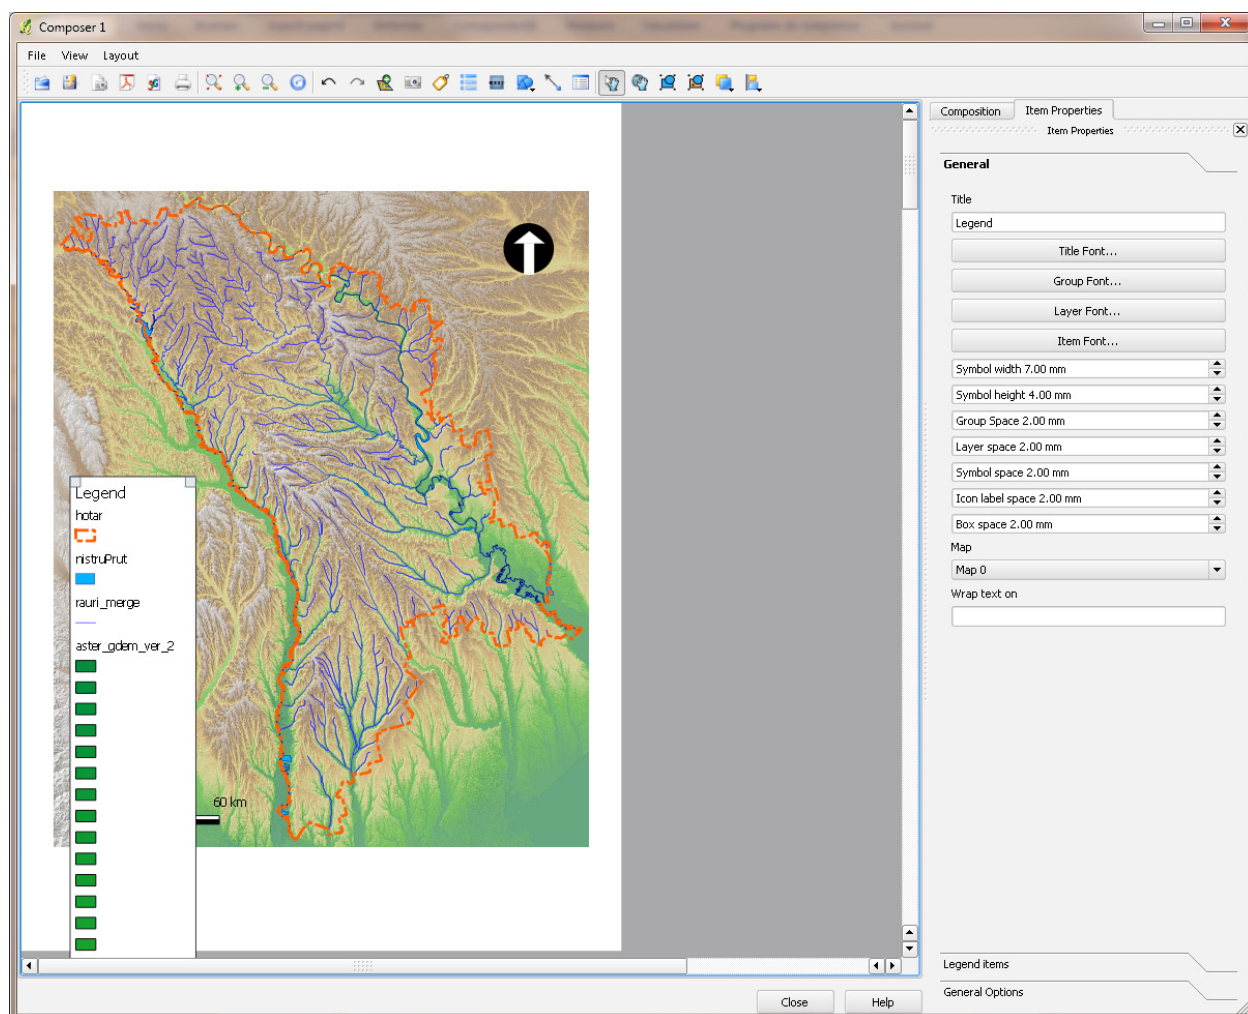 Composer 1
File View Layout
Composition Item Properties
Item Properties
General
Title
Legend
Title Font...
Group Font...
Layer Font...
Item Font...
Symbol width 7.00 mm
Symbol height 4.00 mm
Group Space 2.00 mm
Layer space 2.00 mm
Symbol space 2.00 mm
Icon label space 2.00 mm
Box space 2.00 mm
Map
Map 0
Wrap text on
Legend
hotar
nistruPrut
rauri_merge
aster_gdem_ver_2
60 km
Legend items
General Options
Close Help